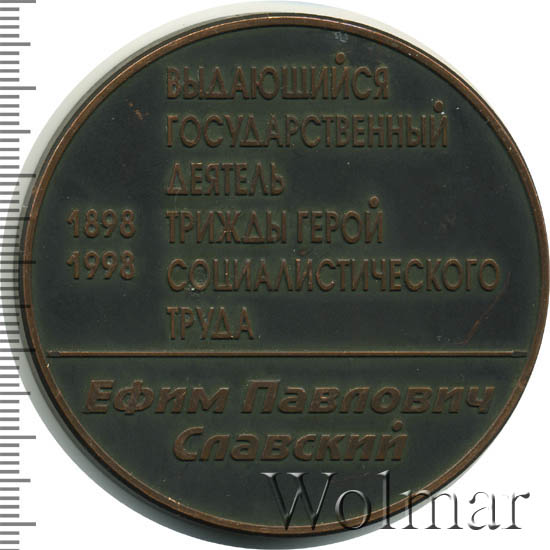 ВЫДАЮЩИЙСЯ
ГОСУДАРСТВЕННЫЙ
ДЕЯТЕЛЬ
1898 ТРИЖДЫ ГЕРОЙ
1998 СОЦИАЛИСТИЧЕСКОГО
ТРУДА
Ефим Павлович
Славский
Wolmar